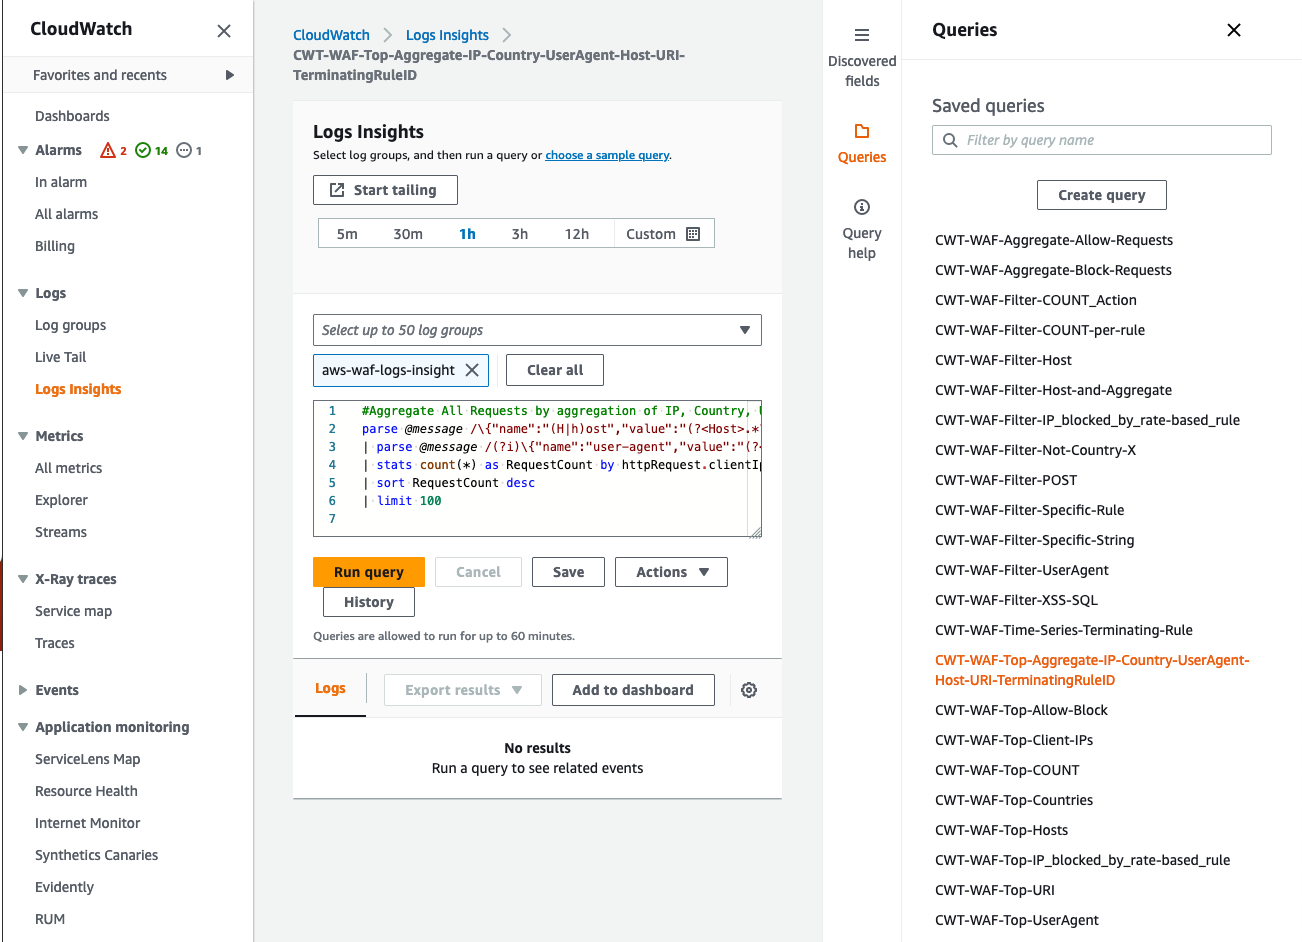 CloudWatch
Favorites and recents
Dashboards
Alarms 2 14 1
In alarm
All alarms
Billing
Logs
Log groups
Live Tail
Logs Insights
Metrics
All metrics
Explorer
Streams
X-Ray traces
Service map
Traces
Events
Application monitoring
ServiceLens Map
Resource Health
Internet Monitor
Synthetics Canaries
Evidently
RUM
CloudWatch Logs Insights
CWT-WAF-Top-Aggregate-IP-Country-UserAgent-Host-URI-
TerminatingRuleID
Logs Insights
Select log groups, and then run a query or choose a sample query.
Start tailing
5m 30m 1h 3h 12h Custom
Select up to 50 log groups
aws-waf-logs-insight Clear all
1 #Aggregate All Requests by aggregation of IP, Country,
2 parse @message /\{"name":"(H|h)ost","value":"(?<Host>.*
3 | parse @message /(?i)\{"name":"user-agent","value":"(?<
4 | stats count(*) as RequestCount by httpRequest.clientIp
5 | sort RequestCount desc
6 | limit 100
7
Run query Cancel Save Actions
History
Queries are allowed to run for up to 60 minutes.
Logs Export results Add to dashboard
No results
Run a query to see related events
Discovered
fields
Queries
Query
help
Queries
Saved queries
Filter by query name
Create query
CWT-WAF-Aggregate-Allow-Requests
CWT-WAF-Aggregate-Block-Requests
CWT-WAF-Filter-COUNT_Action
CWT-WAF-Filter-COUNT-per-rule
CWT-WAF-Filter-Host
CWT-WAF-Filter-Host-and-Aggregate
CWT-WAF-Filter-IP_blocked_by_rate-based_rule
CWT-WAF-Filter-Not-Country-X
CWT-WAF-Filter-POST
CWT-WAF-Filter-Specific-Rule
CWT-WAF-Filter-Specific-String
CWT-WAF-Filter-UserAgent
CWT-WAF-Filter-XSS-SQL
CWT-WAF-Time-Series-Terminating-Rule
CWT-WAF-Top-Aggregate-IP-Country-UserAgent-
Host-URI-TerminatingRuleID
CWT-WAF-Top-Allow-Block
CWT-WAF-Top-Client-IPs
CWT-WAF-Top-COUNT
CWT-WAF-Top-Countries
CWT-WAF-Top-Hosts
CWT-WAF-Top-IP_blocked_by_rate-based_rule
CWT-WAF-Top-URI
CWT-WAF-Top-UserAgent